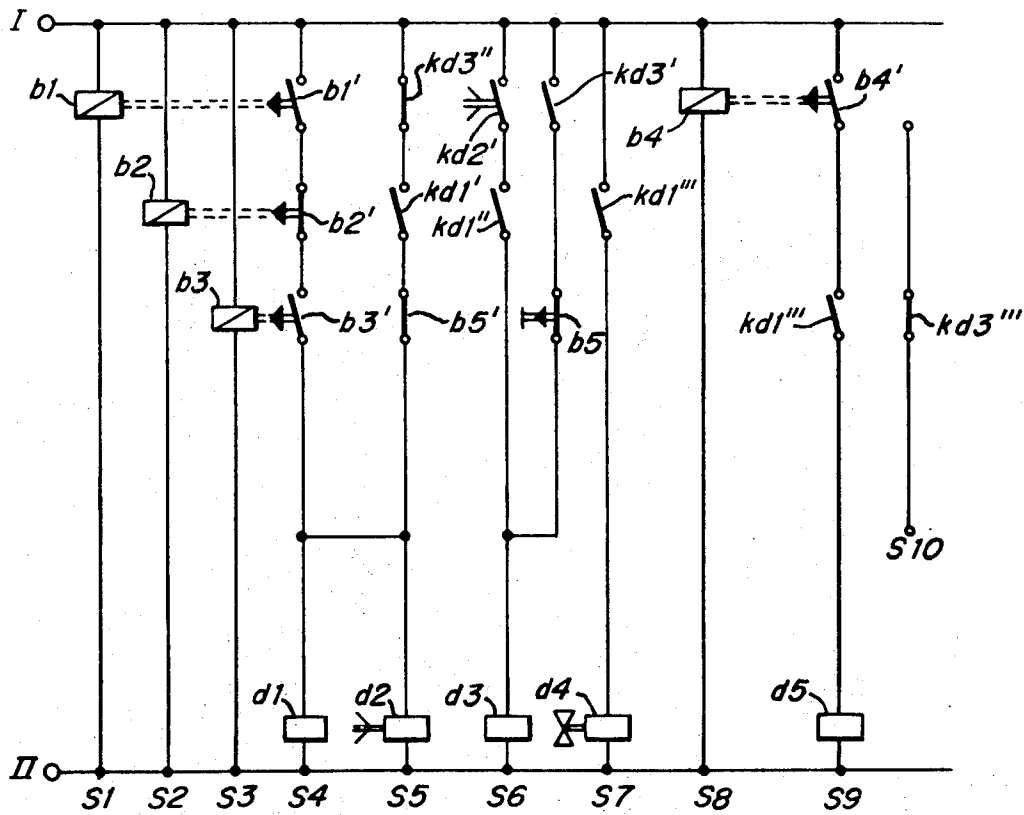 I
kd3"
kd3'
b1
b1'
b4'
b4
kd2'
b2
kd1'
kd1'''
b2'
kd1"
b3
b3'
b5'
b5
kd1'''
kd3'''
S10
d1
d2
d3
d4
d5
II
S1
S2
S3
S4
S5
S6
S7
S8
S9